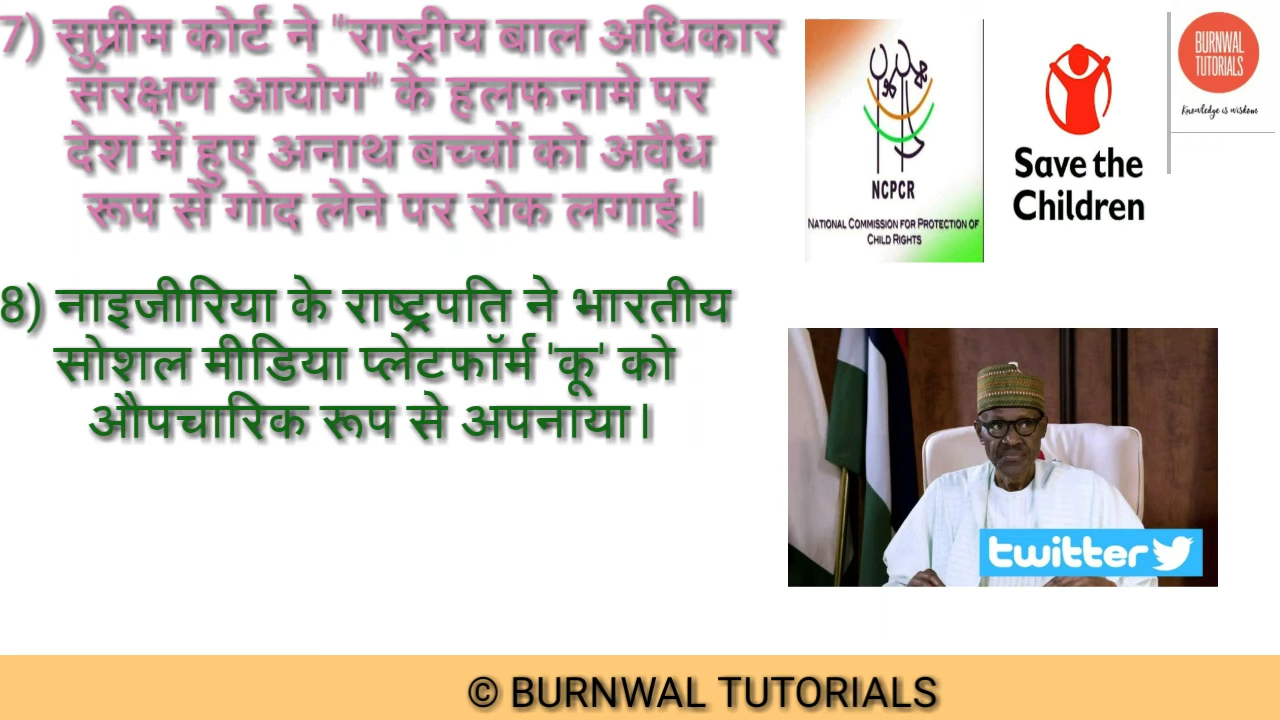 7) सुप्रीम कोर्ट ने "राष्ट्रीय बाल अधिकार
संरक्षण आयोग" के हलफनामे पर
देश में हुए अनाथ बच्चों को अवैध
रूप से गोद लेने पर रोक लगाई।
NCPCR
NATIONAL COMMISSION FOR PROTECTION OF
CHILD RIGHTS
Save the
Children
BURNWAL
TUTORIALS
Knowledge is wisdom
8) नाइजीरिया के राष्ट्रपति ने भारतीय
सोशल मीडिया प्लेटफॉर्म 'कू' को
औपचारिक रूप से अपनाया।
twitter
© BURNWAL TUTORIALS